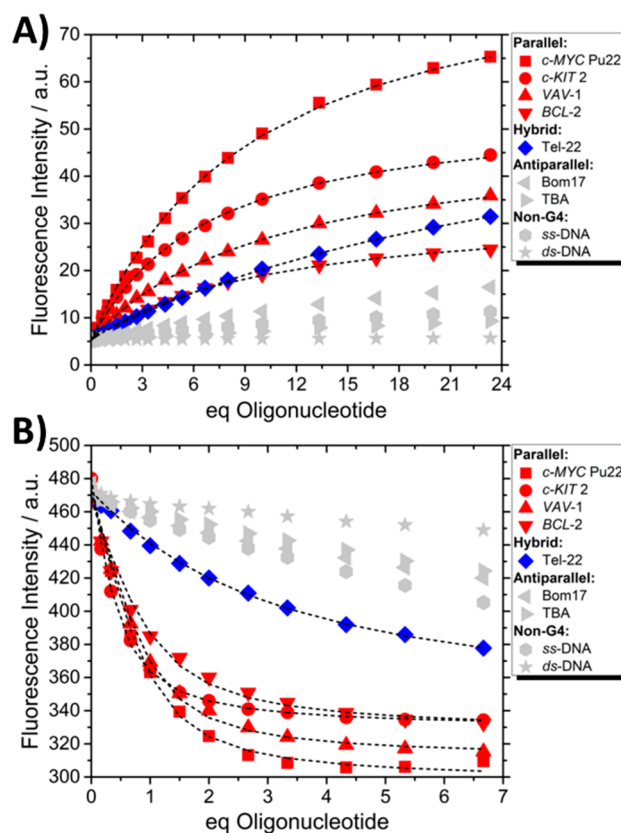 A)
Fluorescence Intensity / a.u.
70
60
50
40
30
20
10
0
0 3 6 9 12 15 18 21 24
eq Oligonucleotide
Parallel:
c-MYC Pu22
c-KIT 2
VAV-1
BCL-2
Hybrid:
Tel-22
Antiparallel:
Bom17
TBA
Non-G4:
ss-DNA
ds-DNA
B)
Fluorescence Intensity / a.u.
500
480
460
440
420
400
380
360
340
320
300
0 1 2 3 4 5 6 7
eq Oligonucleotide
Parallel:
c-MYC Pu22
c-KIT 2
VAV-1
BCL-2
Hybrid:
Tel-22
Antiparallel:
Bom17
TBA
Non-G4:
ss-DNA
ds-DNA